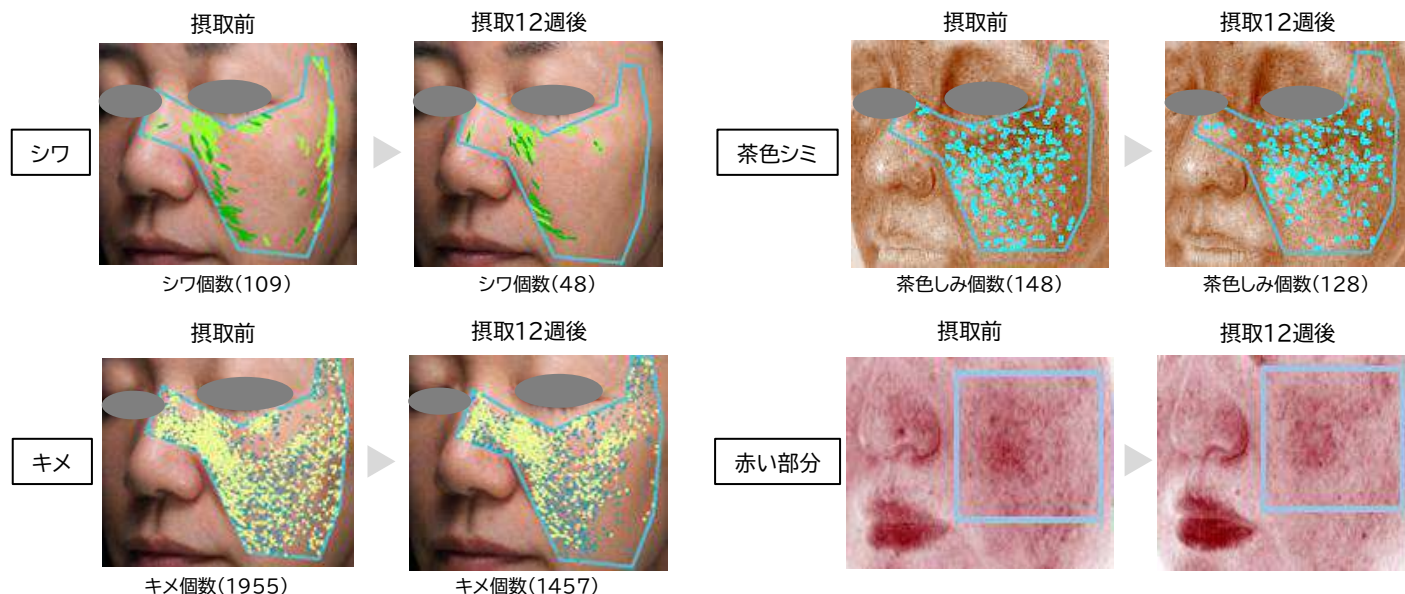 摂取前
摂取12週後
シワ
シワ個数(109)
シワ個数(48)
摂取前
摂取12週後
茶色シミ
茶色しみ個数(148)
茶色しみ個数(128)
摂取前
摂取12週後
キメ
キメ個数(1955)
キメ個数(1457)
摂取前
摂取12週後
赤い部分